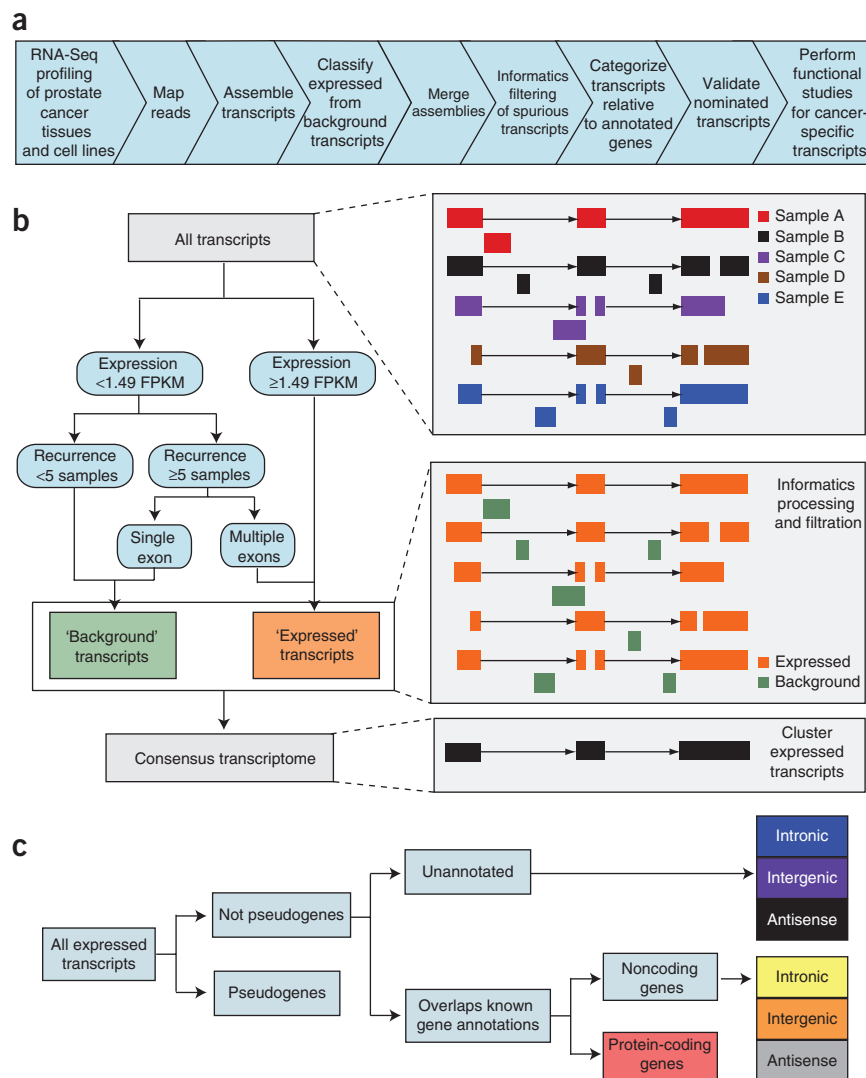 a
RNA-Seq
profiling
of prostate
cancer
tissues
and cell lines
Map
reads
Assemble
transcripts
Classify
expressed
from
background
transcripts
Merge
assemblies
Informatics
filtering
of spurious
transcripts
Categorize
transcripts
relative
to annotated
genes
Validate
nominated
transcripts
Perform
functional
studies
for cancer-
specific
transcripts
b
All transcripts
Expression
<1.49 FPKM
Expression
≥1.49 FPKM
Recurrence
<5 samples
Recurrence
≥5 samples
Single
exon
Multiple
exons
'Background'
transcripts
'Expressed'
transcripts
Consensus transcriptome
Sample A
Sample B
Sample C
Sample D
Sample E
Informatics
processing
and filtration
Expressed
Background
Cluster
expressed
transcripts
c
All expressed
transcripts
Not pseudogenes
Pseudogenes
Unannotated
Overlaps known
gene annotations
Noncoding
genes
Protein-coding
genes
Intronic
Intergenic
Antisense
Intronic
Intergenic
Antisense